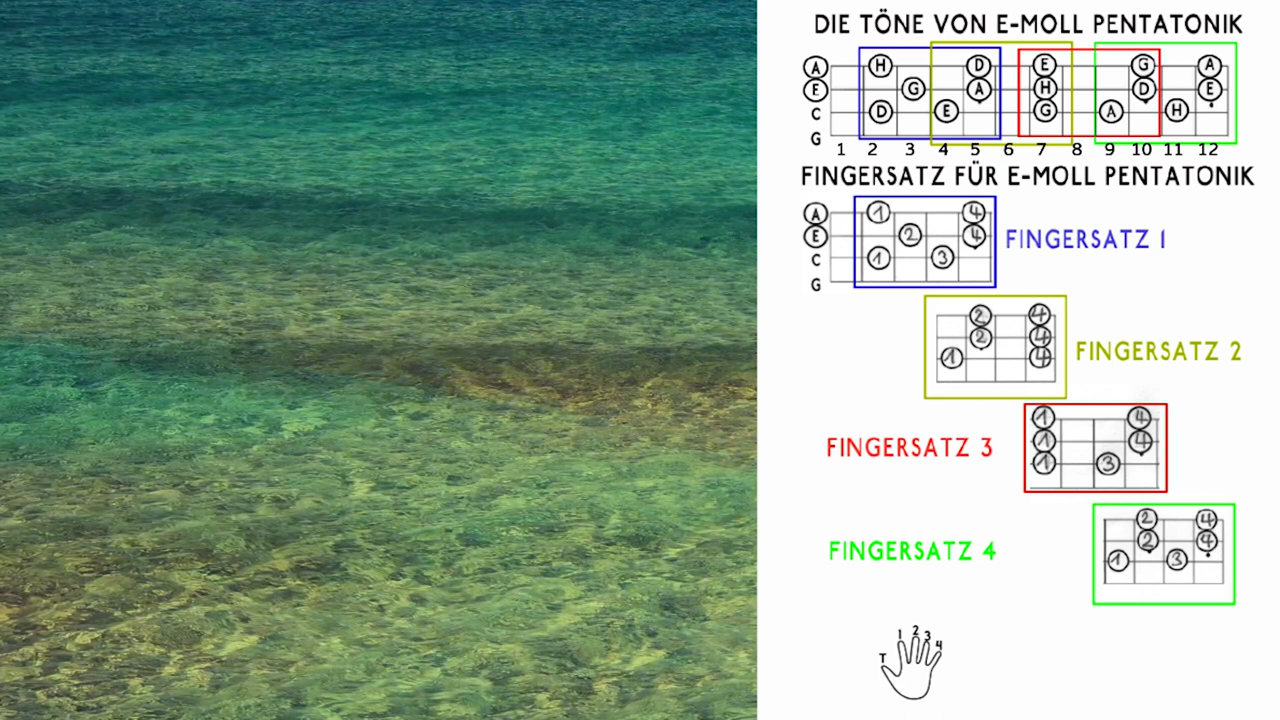 DIE TÖNE VON E-MOLL PENTATONIK
A H D E G A
E G A H D E
C D E G A H
G
1 2 3 4 5 6 7 8 9 10 11 12
FINGERSATZ FÜR E-MOLL PENTATONIK
A 1 4
E 2 4
C 1 3
G
FINGERSATZ 1
2 4
2 4
1 4
FINGERSATZ 2
1 4
1 4
1 3
FINGERSATZ 3
2 4
2 4
1 3
FINGERSATZ 4
T 1 2 3 4